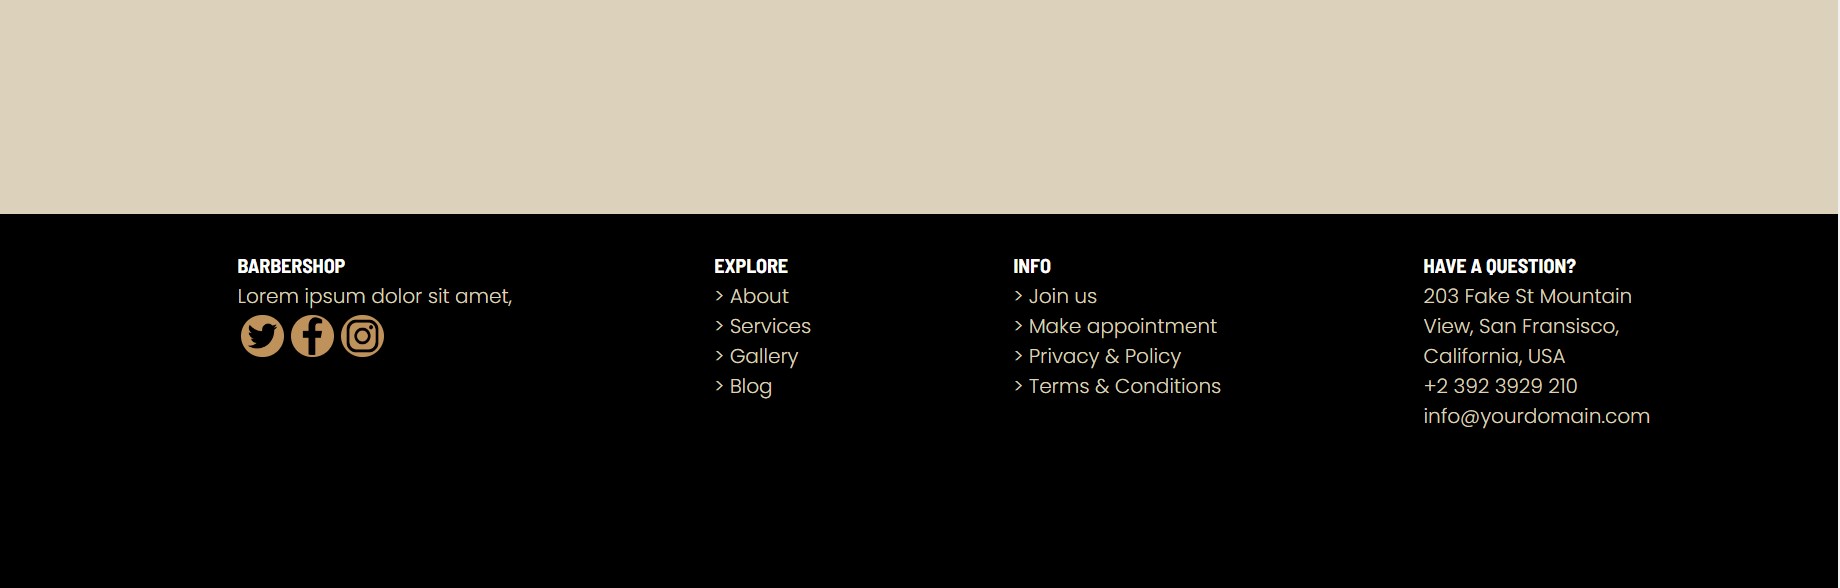 BARBERSHOP
Lorem ipsum dolor sit amet,
EXPLORE
> About
> Services
> Gallery
> Blog
INFO
> Join us
> Make appointment
> Privacy & Policy
> Terms & Conditions
HAVE A QUESTION?
203 Fake St Mountain
View, San Fransisco,
California, USA
+2 392 3929 210
info@yourdomain.com